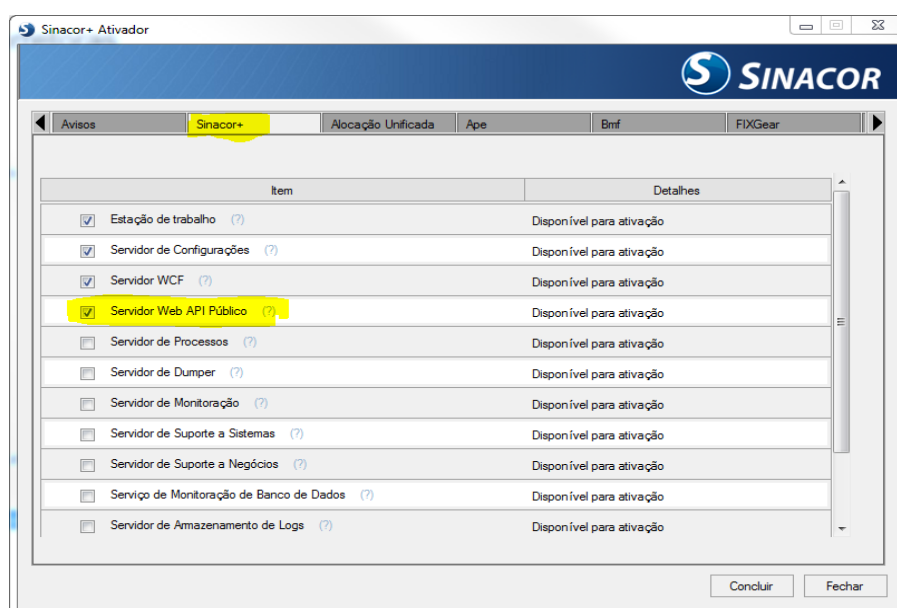 Sinacor+ Ativador
SINACOR
Avisos Sinacor+ Alocação Unificada Ape Bmf FIXGear
Item Detalhes
Estação de trabalho (?) Disponível para ativação
Servidor de Configurações (?) Disponível para ativação
Servidor WCF (?) Disponível para ativação
Servidor Web API Público (?) Disponível para ativação
Servidor de Processos (?) Disponível para ativação
Servidor de Dumper (?) Disponível para ativação
Servidor de Monitoração (?) Disponível para ativação
Servidor de Suporte a Sistemas (?) Disponível para ativação
Servidor de Suporte a Negócios (?) Disponível para ativação
Serviço de Monitoração de Banco de Dados (?) Disponível para ativação
Servidor de Armazenamento de Logs (?) Disponível para ativação
Concluir Fechar